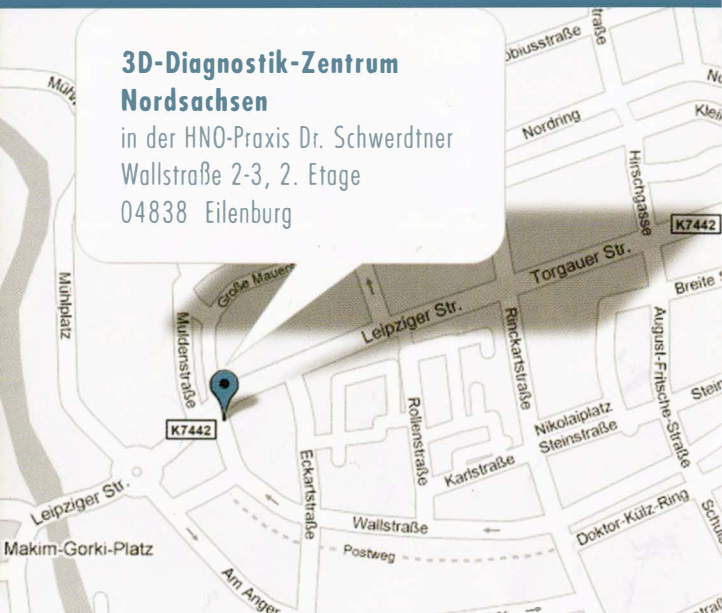 3D-Diagnostik-Zentrum
Nordsachsen
in der HNO-Praxis Dr. Schwerdtner
Wallstraße 2-3, 2. Etage
04838 Eilenburg
Nordring
Hirschgasse
K7442
Torgauer Str.
Breite
Große Mauer
Mühlplatz
Muldenstraße
Leipziger Str.
Rinckartstraße
August-Fritsche-Straße
K7442
Rollenstraße
Nikolaiplatz
Steinstraße
Karlstraße
Eckartstraße
Leipziger Str.
Wallstraße
Doktor-Külz-Ring
Makim-Gorki-Platz
Postweg
Am Anger